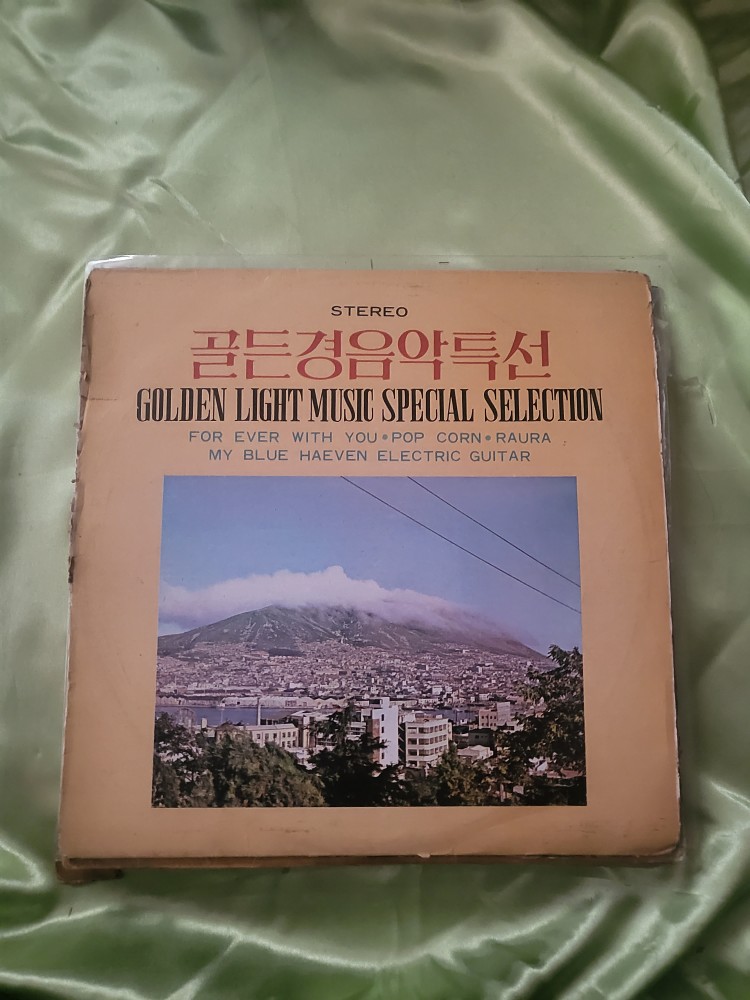 STEREO
골든경음악특선
GOLDEN LIGHT MUSIC SPECIAL SELECTION
FOR EVER WITH YOU•POP CORN•RAURA
MY BLUE HAEVEN ELECTRIC GUITAR